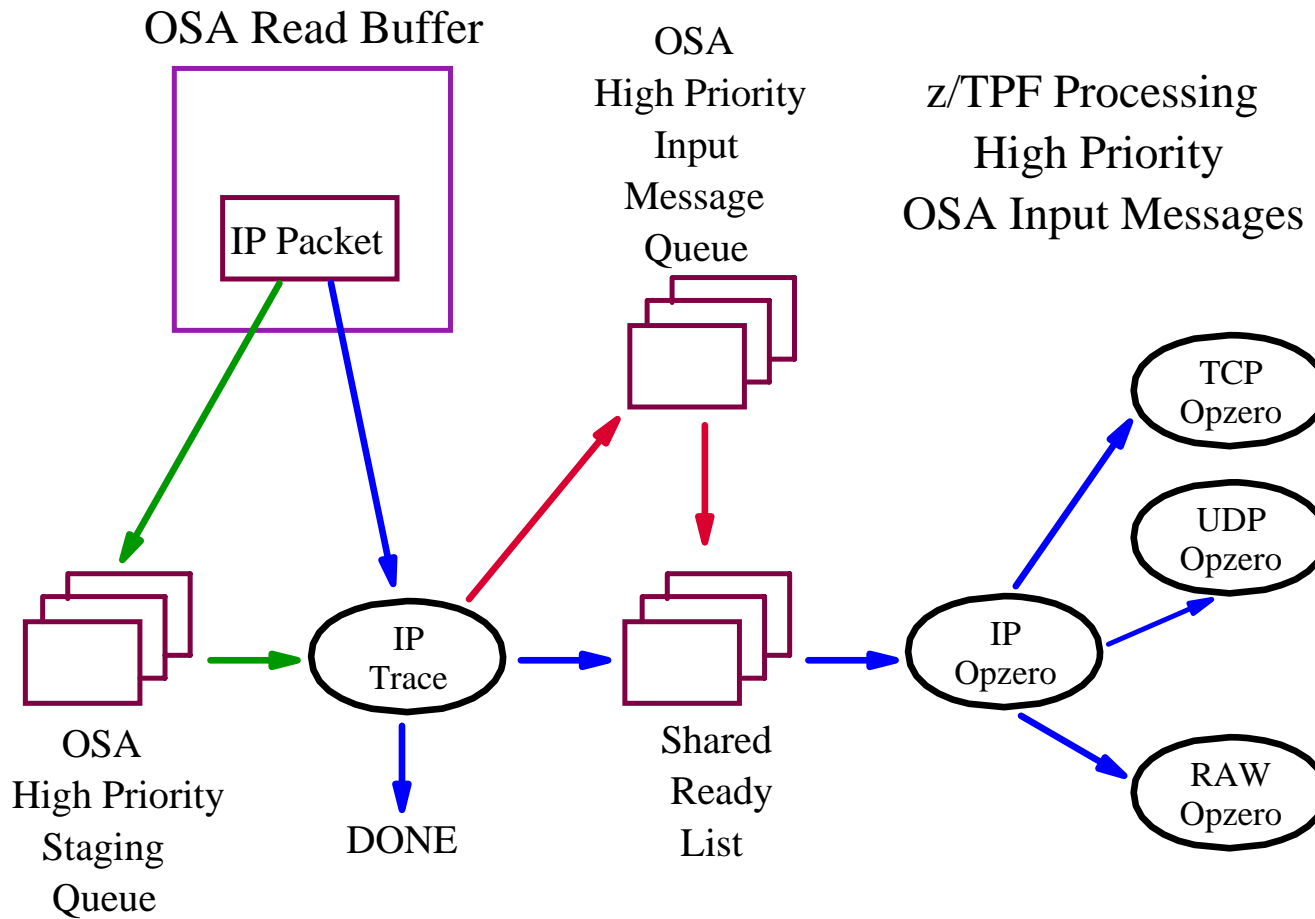 OSA Read Buffer
IP Packet
OSA
High Priority
Input
Message
Queue
z/TPF Processing
High Priority
OSA Input Messages
TCP
Opzero
UDP
Opzero
IP
Trace
IP
Opzero
RAW
Opzero
OSA
High Priority
Staging
Queue
DONE
Shared
Ready
List